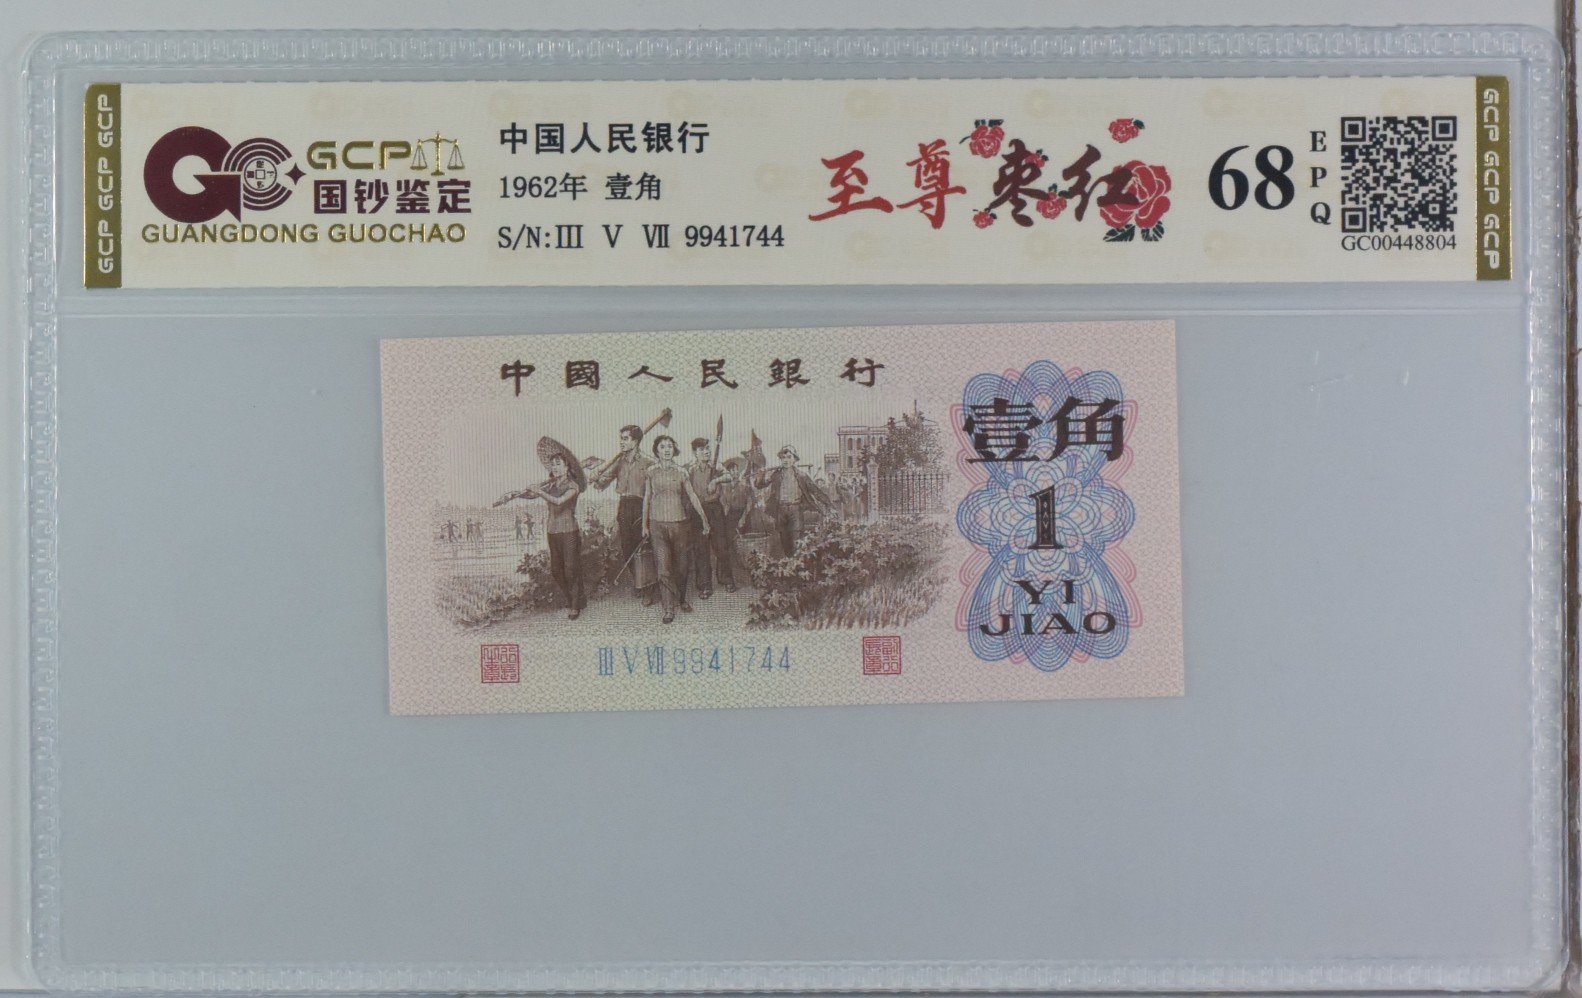 GCP GCP GCP
GCP
国钞鉴定
GUANGDONG GUOCHAO
中国人民银行
1962年 壹角
S/N:Ⅲ Ⅴ Ⅶ 9941744
至尊枣红
68
EPQ
GC00448804
GCP GCP GCP
中國人民銀行
壹角
1
YI
JIAO
ⅢⅤⅦ9941744